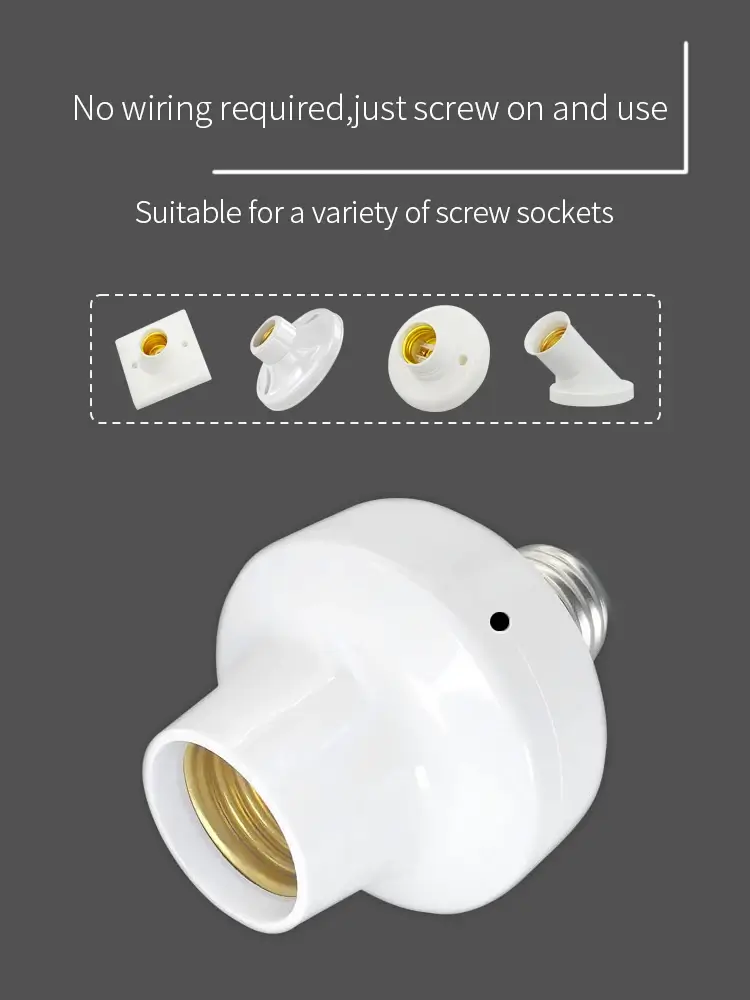 No wiring required,just screw on and use
Suitable for a variety of screw sockets